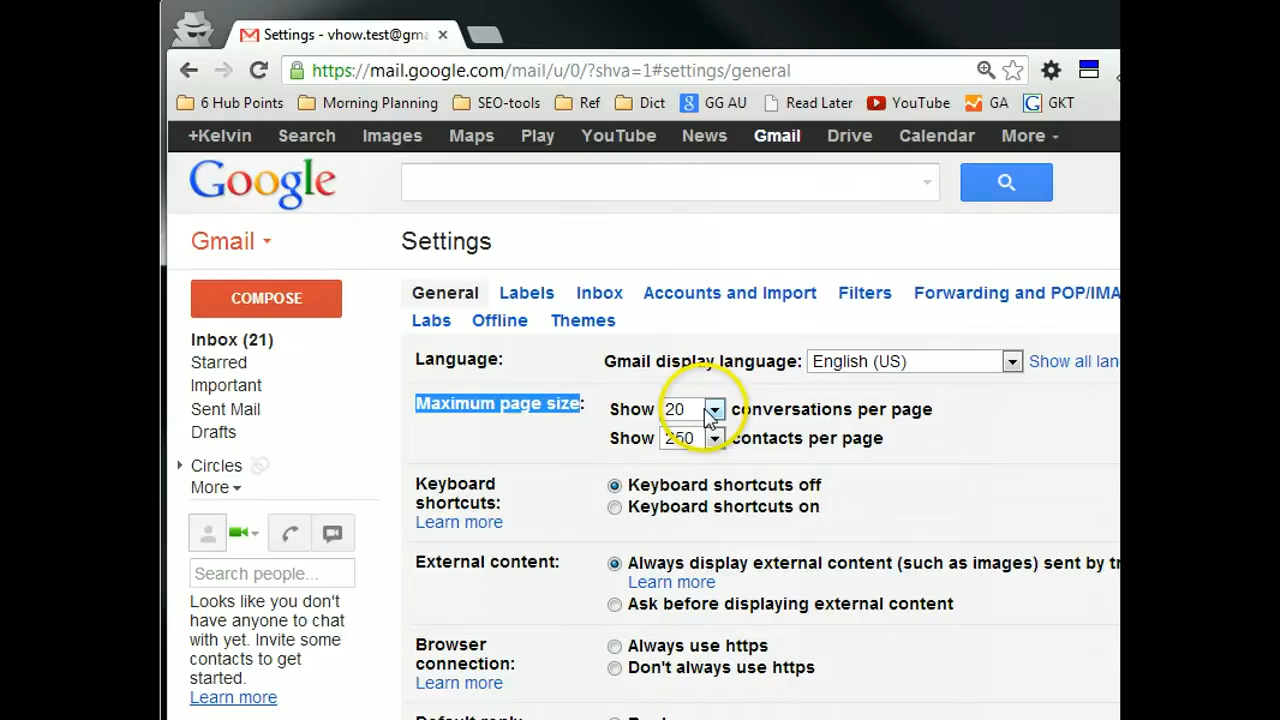 Settings - vhow.test@gma
https://mail.google.com/mail/u/0/?shva=1#settings/general
6 Hub Points Morning Planning SEO-tools Ref Dict GG AU Read Later YouTube GA GKT
+Kelvin Search Images Maps Play YouTube News Gmail Drive Calendar More
Google
Gmail Settings
COMPOSE
Inbox (21)
Starred
Important
Sent Mail
Drafts
Circles
More
Search people...
Looks like you don't
have anyone to chat
with yet. Invite some
contacts to get
started.
Learn more
General Labels Inbox Accounts and Import Filters Forwarding and POP/IMA
Labs Offline Themes
Language: Gmail display language: English (US) Show all lan
Maximum page size: Show 20 conversations per page
Show 250 contacts per page
Keyboard
shortcuts:
Learn more
Keyboard shortcuts off
Keyboard shortcuts on
External content: Always display external content (such as images) sent by tr
Learn more
Ask before displaying external content
Browser
connection:
Learn more
Always use https
Don't always use https
Default reply